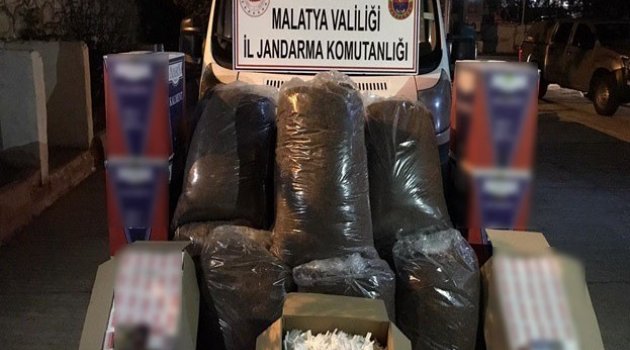 MALATYA VALİLİĞİ
İL JANDARMA KOMUTANLIĞI